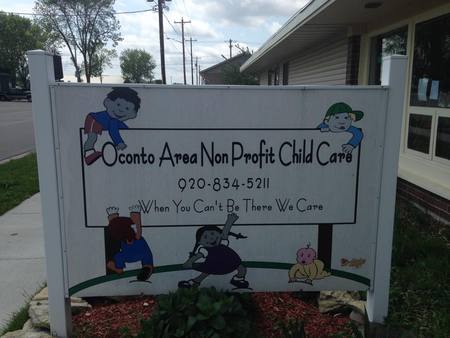 Oconto Area Non Profit Child Care
920-834-5211
When You Can't Be There We Care